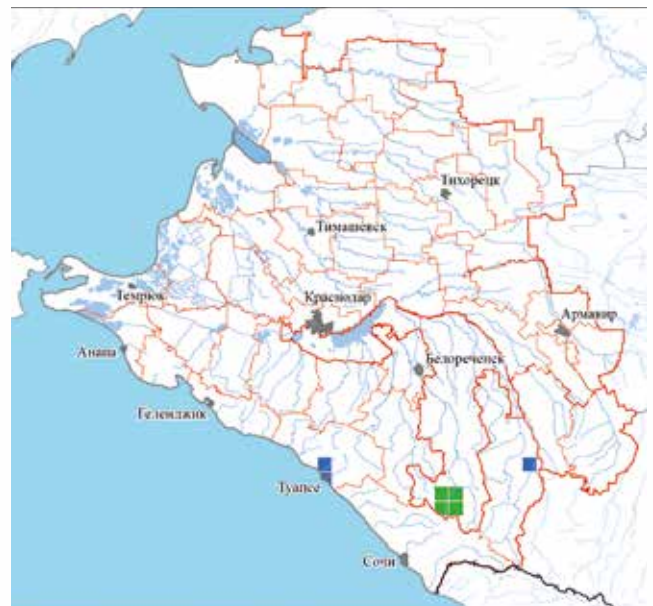 Тихорецк
Тимашевск
Темрюк
Краснодар
Армавир
Анапа
Белореченск
Геленджик
Туапсе
Сочи